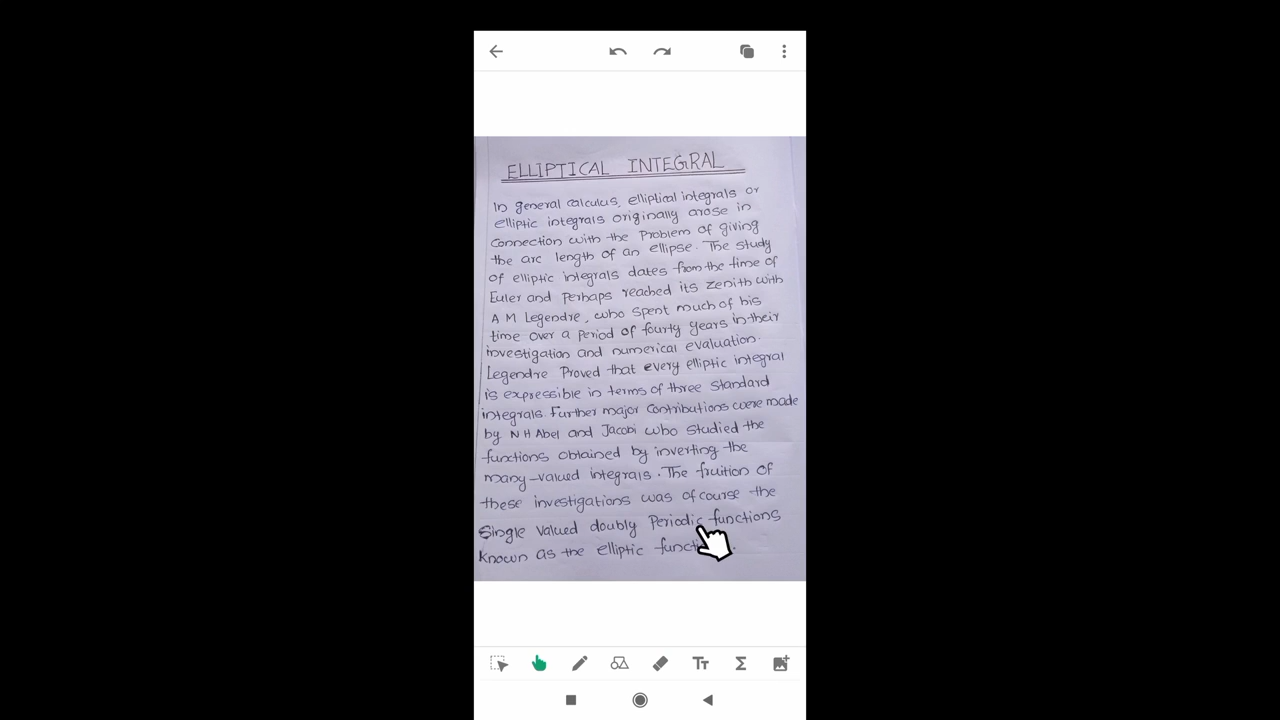 ELLIPTICAL INTEGRAL
In general calculus, elliptical integrals or
elliptic integrals originally arose in
Connection with the Problem of giving
the arc length of an ellipse. The study
of elliptic integrals dates from the time of
Euler and Perhaps reached its zenith with
A M Legendre, who spent much of his
time over a period of fourty years in their
investigation and numerical evaluation.
Legendre Proved that every elliptic integral
is expressible in terms of three standard
integrals. Further major Contributions were made
by N H Abel and Jacobi who studied the
functions obtained by inverting the
many-valued integrals. The fruition of
these investigations was of course the
Single valued doubly Periodic functions
known as the elliptic
Tт
Σ